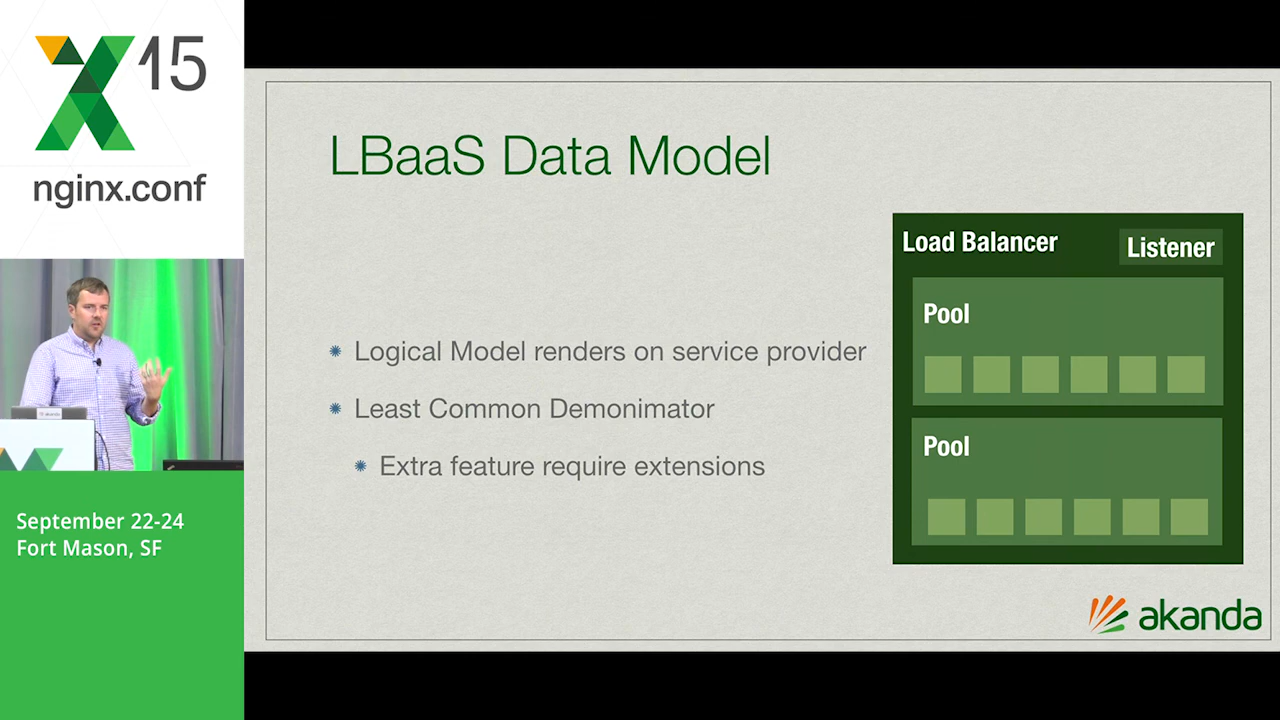 15
nginx.conf
September 22-24
Fort Mason, SF
LBaaS Data Model
Logical Model renders on service provider
Least Common Demonimator
Extra feature require extensions
Load Balancer
Listener
Pool
Pool
akanda
akanda